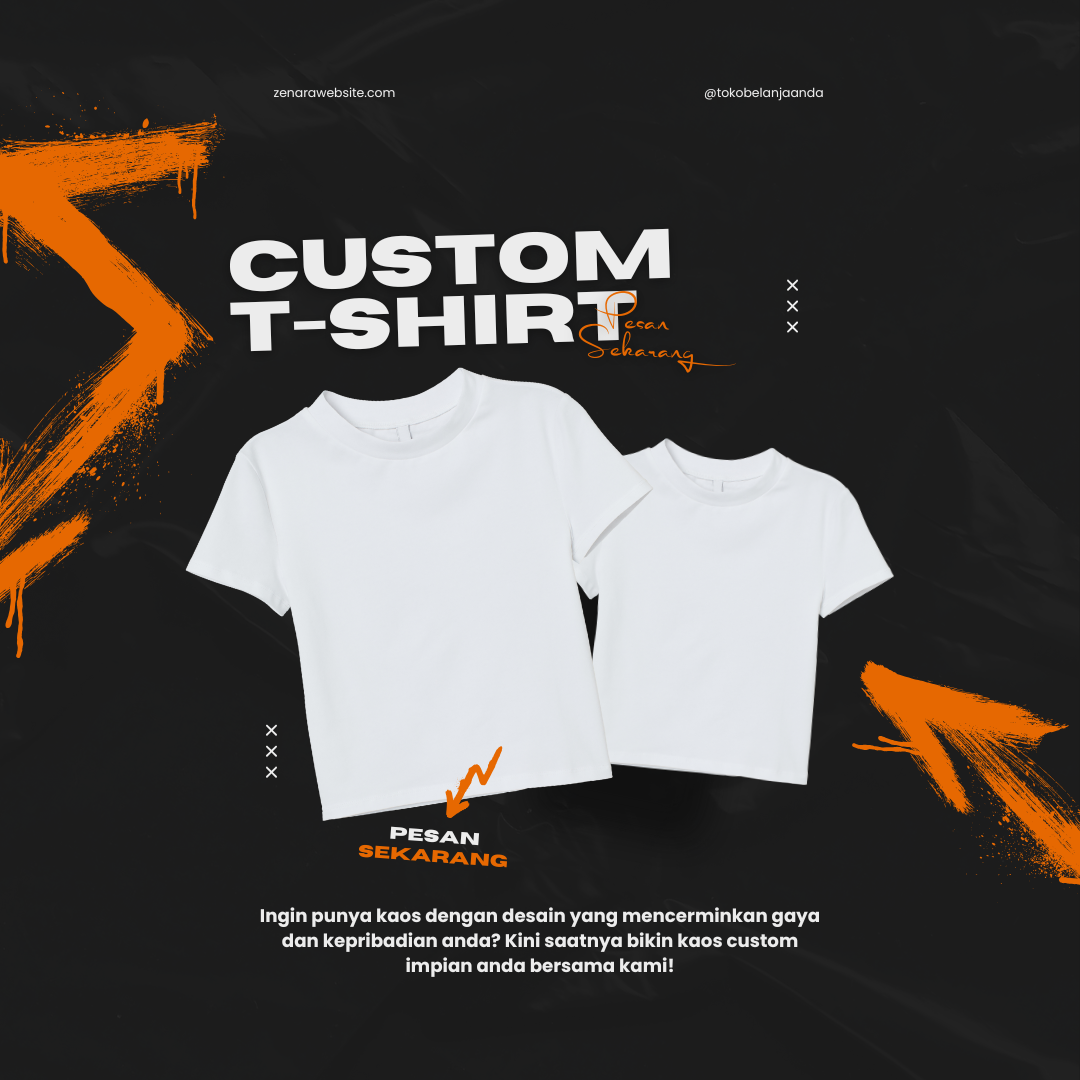 zenarawebsite.com
@tokobelanjaanda
CUSTOM
T-SHIRT
Pesan
Sekarang
PESAN
SEKARANG
Ingin punya kaos dengan desain yang mencerminkan gaya
dan kepribadian anda? Kini saatnya bikin kaos custom
impian anda bersama kami!